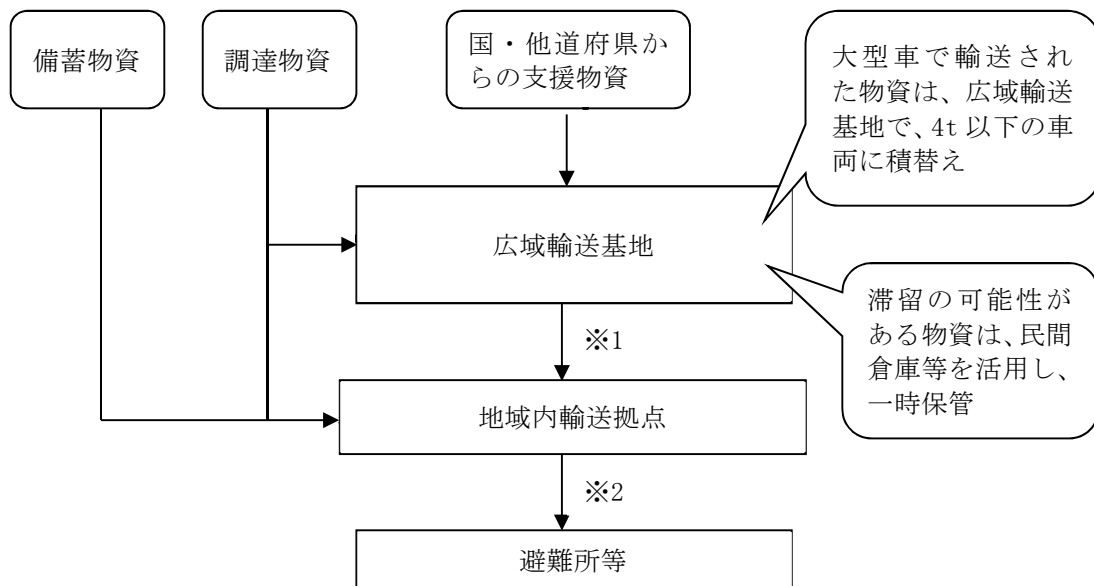 備蓄物資
調達物資
国・他道府県か
らの支援物資
大型車で輸送され
た物資は、広域輸送
基地で、4t 以下の車
両に積替え
広域輸送基地
滞留の可能性が
ある物資は、民間
倉庫等を活用し、
一時保管
※1
地域内輸送拠点
※2
避難所等